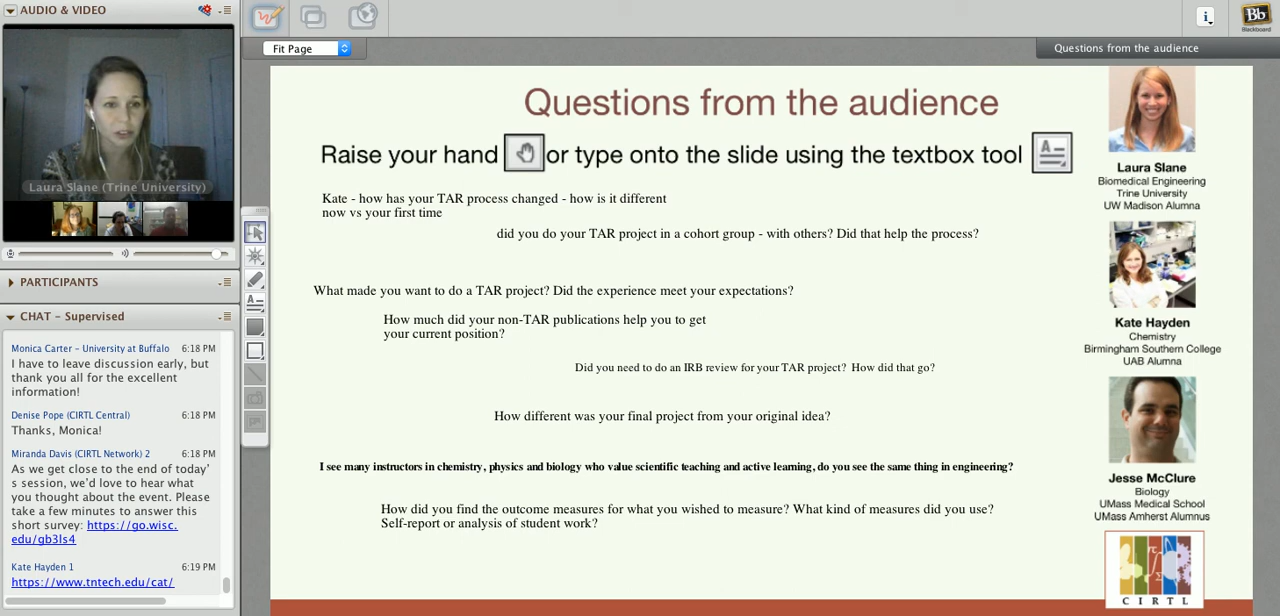 AUDIO & VIDEO
Laura Slane (Trine University)
PARTICIPANTS
CHAT – Supervised
Monica Carter – University at Buffalo 6:18 PM
I have to leave discussion early, but
thank you all for the excellent
information!
Denise Pope (CIRTL Central) 6:18 PM
Thanks, Monica!
Miranda Davis (CIRTL Network) 2 6:18 PM
As we get close to the end of today'
s session, we'd love to hear what
you thought about the event. Please
take a few minutes to answer this
short survey: https://go.wisc.
edu/gb3ls4
Kate Hayden 1 6:19 PM
https://www.tntech.edu/cat/
Fit Page
i
Bb
Blackboard
Questions from the audience
Questions from the audience
Raise your hand or type onto the slide using the textbox tool
Kate - how has your TAR process changed - how is it different
now vs your first time
did you do your TAR project in a cohort group - with others? Did that help the process?
What made you want to do a TAR project? Did the experience meet your expectations?
How much did your non-TAR publications help you to get
your current position?
Did you need to do an IRB review for your TAR project? How did that go?
How different was your final project from your original idea?
I see many instructors in chemistry, physics and biology who value scientific teaching and active learning, do you see the same thing in engineering?
How did you find the outcome measures for what you wished to measure? What kind of measures did you use?
Self-report or analysis of student work?
Laura Slane
Biomedical Engineering
Trine University
UW Madison Alumna
Kate Hayden
Chemistry
Birmingham Southern College
UAB Alumna
Jesse McClure
Biology
UMass Medical School
UMass Amherst Alumnus
CIRTL